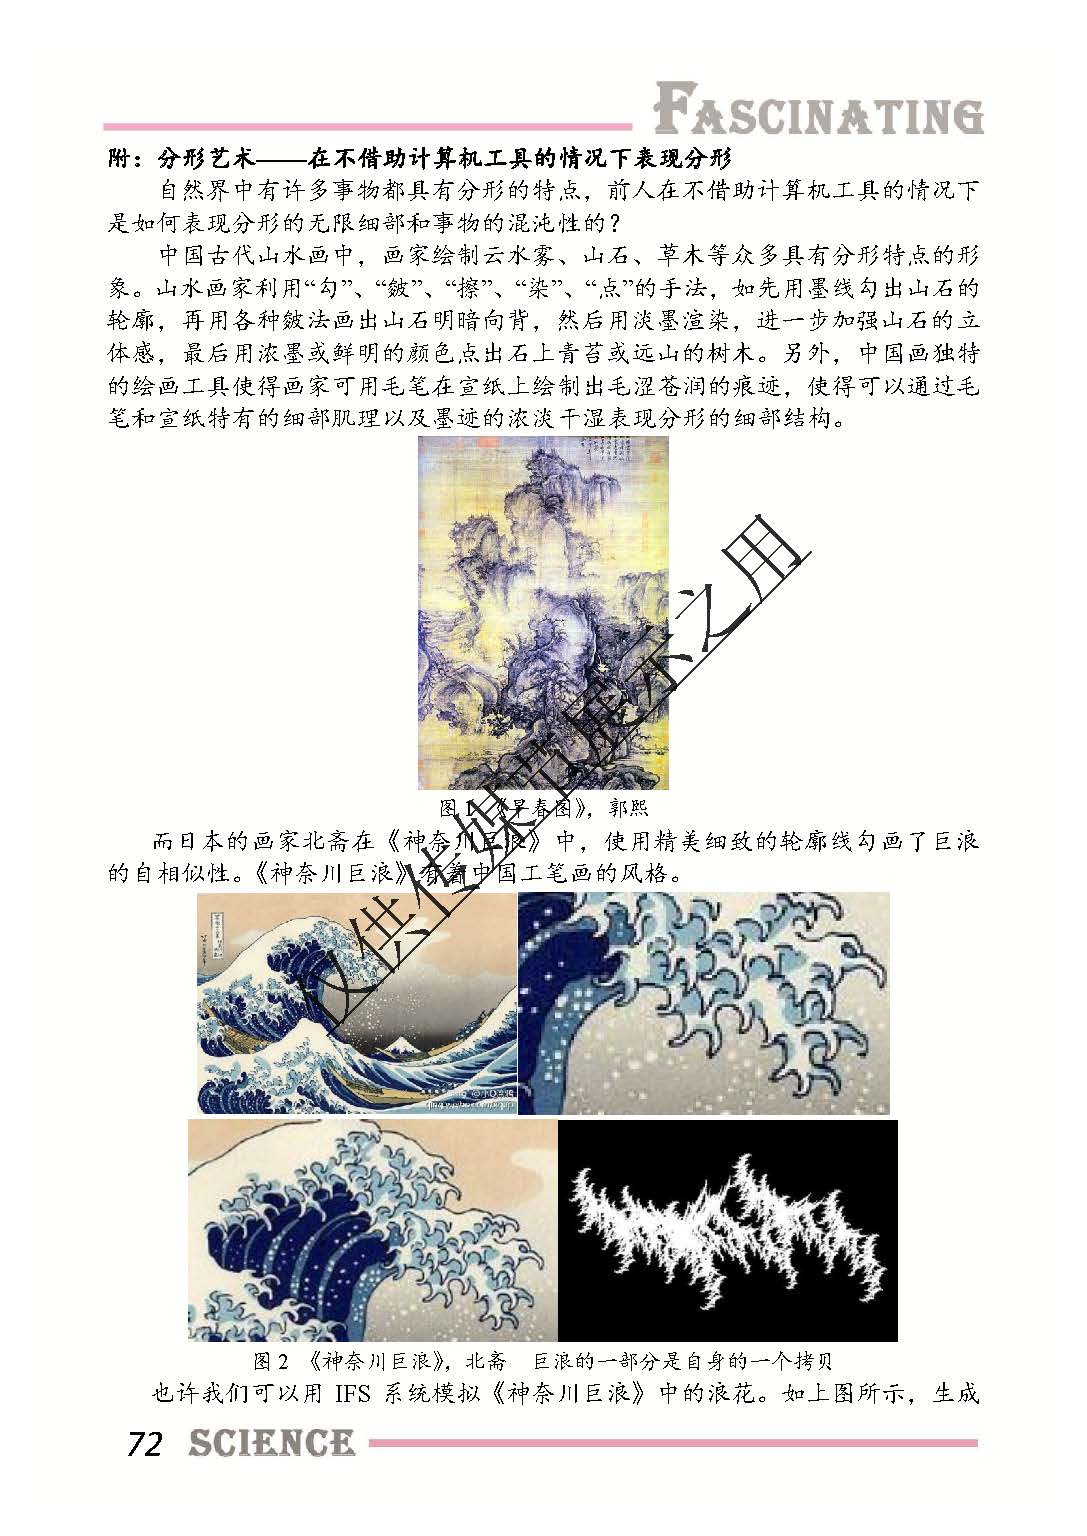 FASCINATING
附：分形艺术——在不借助计算机工具的情况下表现分形
自然界中有许多事物都具有分形的特点，前人在不借助计算机工具的情况下
是如何表现分形的无限细部和事物的混沌性的？
中国古代山水画中，画家绘制云水雾、山石、草木等众多具有分形特点的形
象。山水画家利用“勾”、“皴”、“擦”、“染”、“点”的手法，如先用墨线勾出山石的
轮廓，再用各种皴法画出山石明暗向背，然后用淡墨渲染，进一步加强山石的立
体感，最后用浓墨或鲜明的颜色点出石上青苔或远山的树木。另外，中国画独特
的绘画工具使得画家可用毛笔在宣纸上绘制出毛涩苍润的痕迹，使得可以通过毛
笔和宣纸特有的细部肌理以及墨迹的浓淡干湿表现分形的细部结构。
图 1 《早春图》，郭熙
而日本的画家北斋在《神奈川巨浪》中，使用精美细致的轮廓线勾画了巨浪
的自相似性。《神奈川巨浪》有着中国工笔画的风格。
图 2 《神奈川巨浪》，北斋 巨浪的一部分是自身的一个拷贝
也许我们可以用 IFS 系统模拟《神奈川巨浪》中的浪花。如上图所示，生成
72 SCIENCE
仅供传媒节展示之用